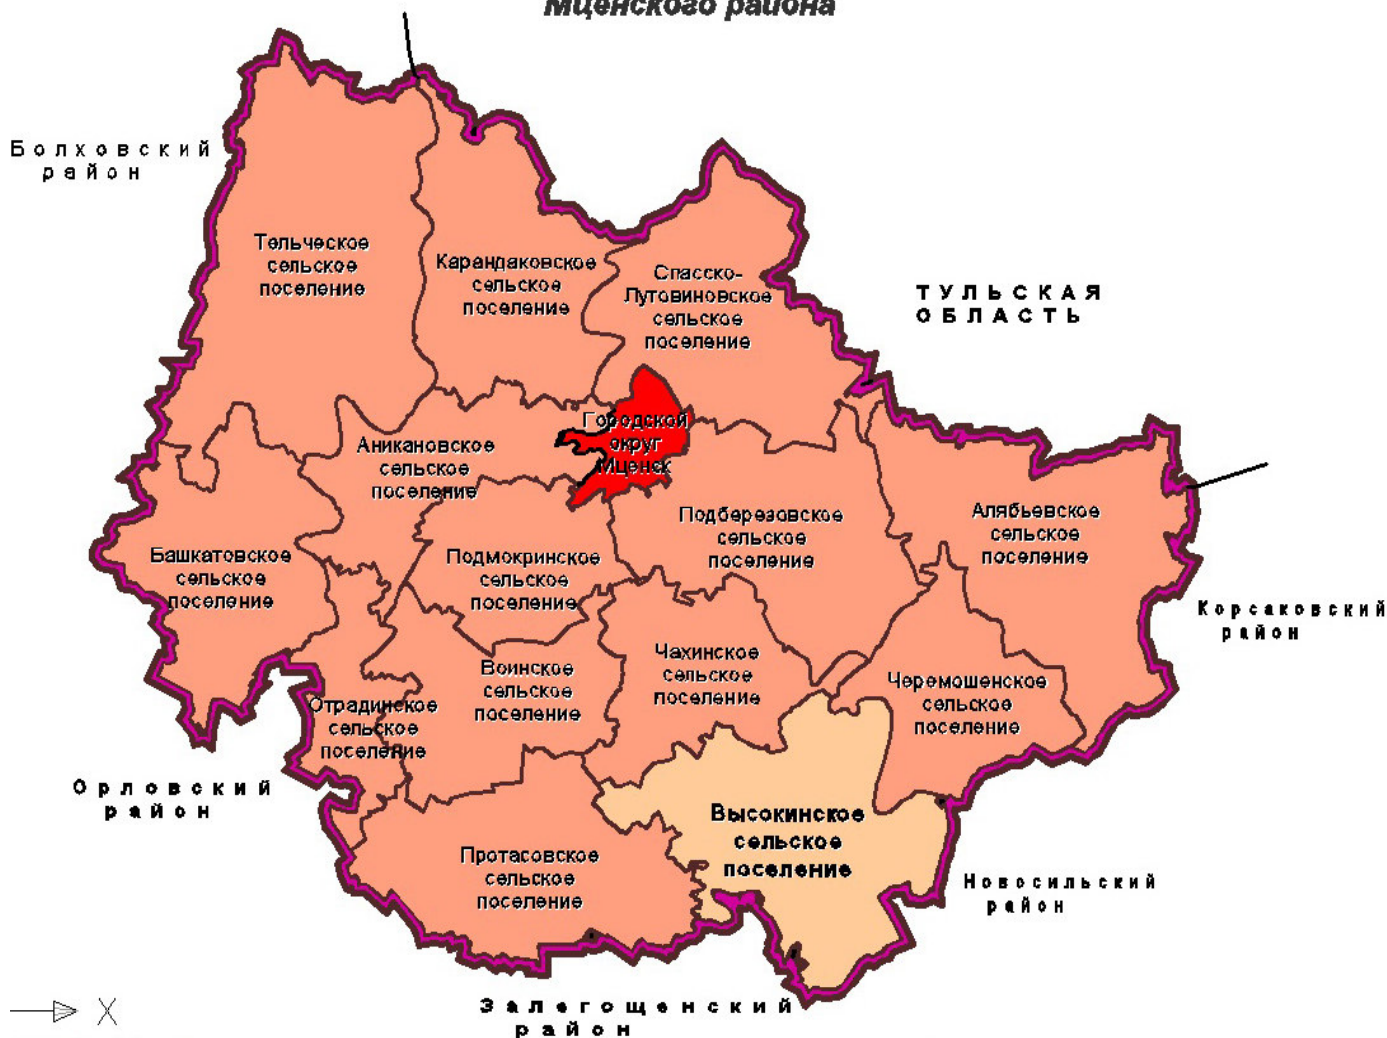 Мценского района
Болховский
район
Тельческое
сельское
поселение
Карандаковское
сельское
поселение
Спасско-
Лутовиновское
сельское
поселение
ТУЛЬСКАЯ
ОБЛАСТЬ
Городской
округ
Мценск
Аникановское
сельское
поселение
Подберезовское
сельское
поселение
Алябьевское
сельское
поселение
Башкатовское
сельское
поселение
Подмокринское
сельское
поселение
Корсаковский
район
Воинское
сельское
поселение
Чахинское
сельское
поселение
Черемошенское
сельское
поселение
Отрадинское
сельское
поселение
Орловский
район
Высокинское
сельское
поселение
Протасовское
сельское
поселение
Новосильский
район
Залегощенский
район
X